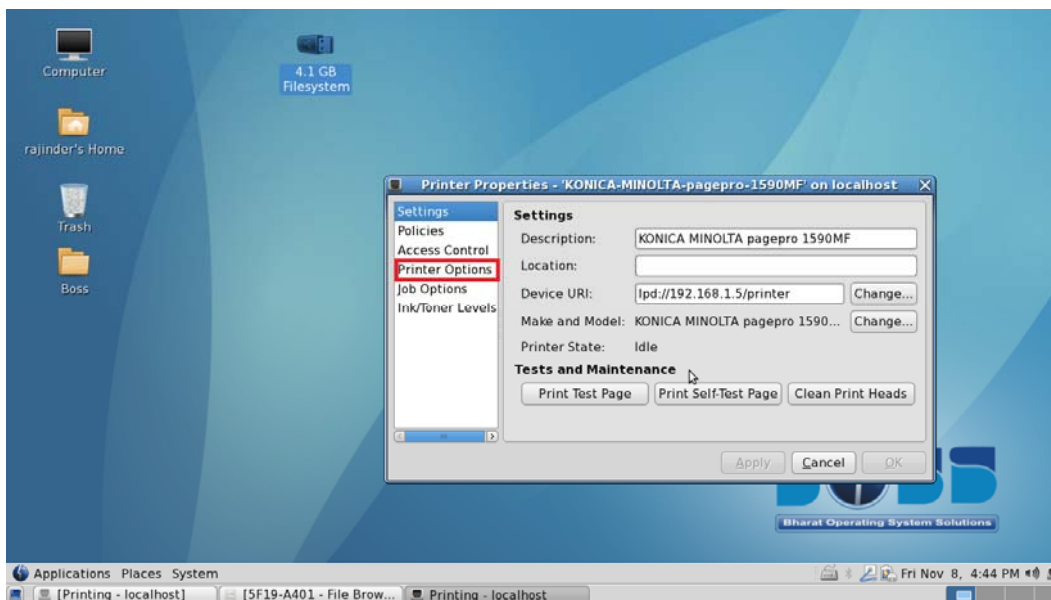 Computer
4.1 GB
Filesystem
rajinder's Home
Trash
Boss
Printer Properties - 'KONICA-MINOLTA-pagepro-1590MF' on localhost
Settings
Policies
Access Control
Printer Options
Job Options
Ink/Toner Levels
Settings
Description: KONICA MINOLTA pagepro 1590MF
Location:
Device URI: lpd://192.168.1.5/printer Change...
Make and Model: KONICA MINOLTA pagepro 1590... Change...
Printer State: Idle
Tests and Maintenance
Print Test Page Print Self-Test Page Clean Print Heads
Apply Cancel OK
Bharat Operating System Solutions
Applications Places System Fri Nov 8, 4:44 PM
[Printing - localhost] [5F19-A401 - File Brow... Printing - localhost